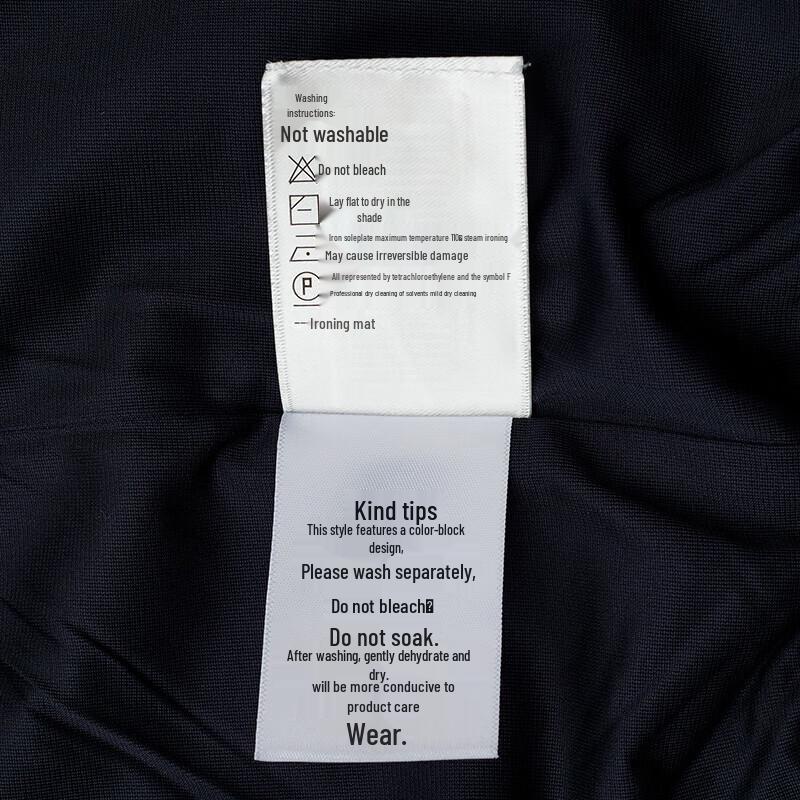 Washing
instructions:
Not washable
Do not bleach
Lay flat to dry in the
shade
Iron soleplate maximum temperature 110 steam ironing
May cause irreversible damage
All represented by tetrachloroethylene and the symbol F
P
Professional dry cleaning of solvents mild dry cleaning
Ironing mat
Kind tips
This style features a color-block
design,
Please wash separately,
Do not bleach
Do not soak.
After washing, gently dehydrate and
dry.
will be more conducive to
product care
Wear.